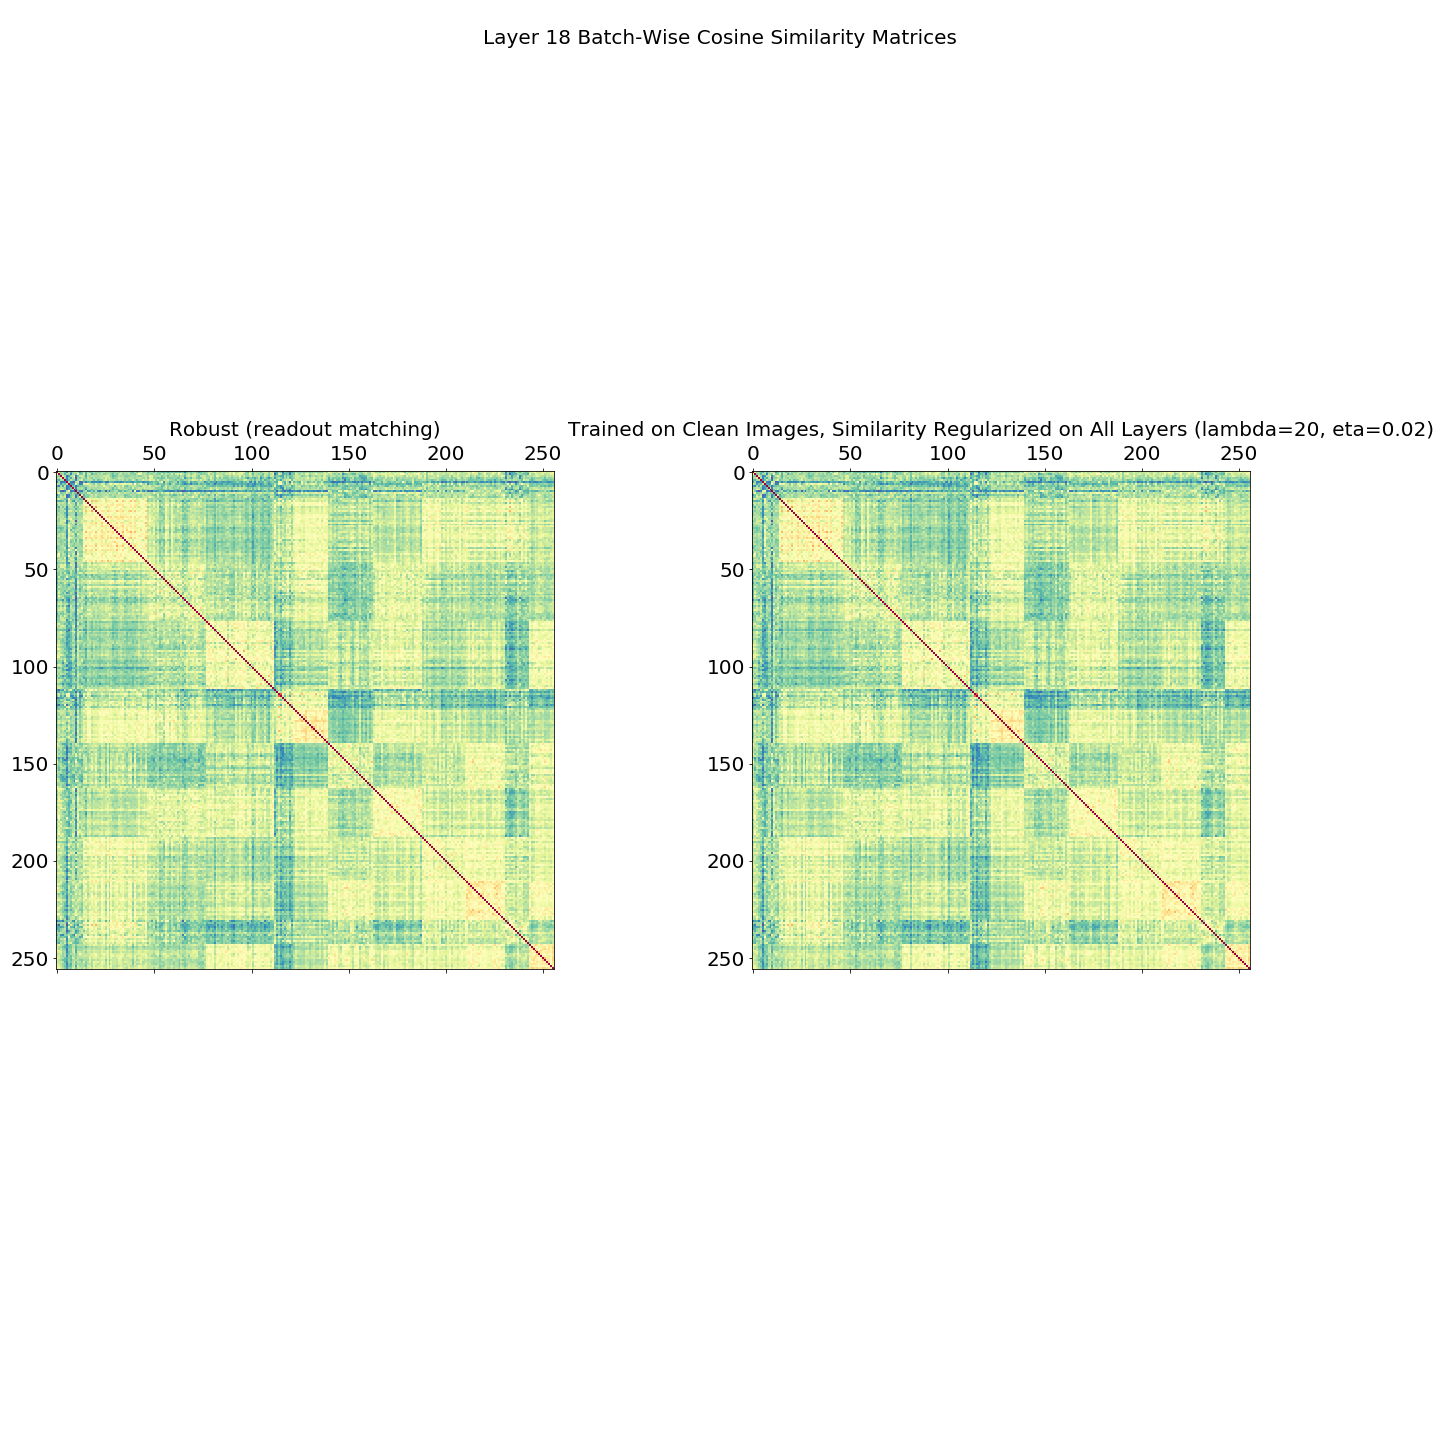 Layer 18 Batch-Wise Cosine Similarity Matrices
Robust (readout matching)
0 50 100 150 200 250
0
50
100
150
200
250
Trained on Clean Images, Similarity Regularized on All Layers (lambda=20, eta=0.02)
0 50 100 150 200 250
0
50
100
150
200
250